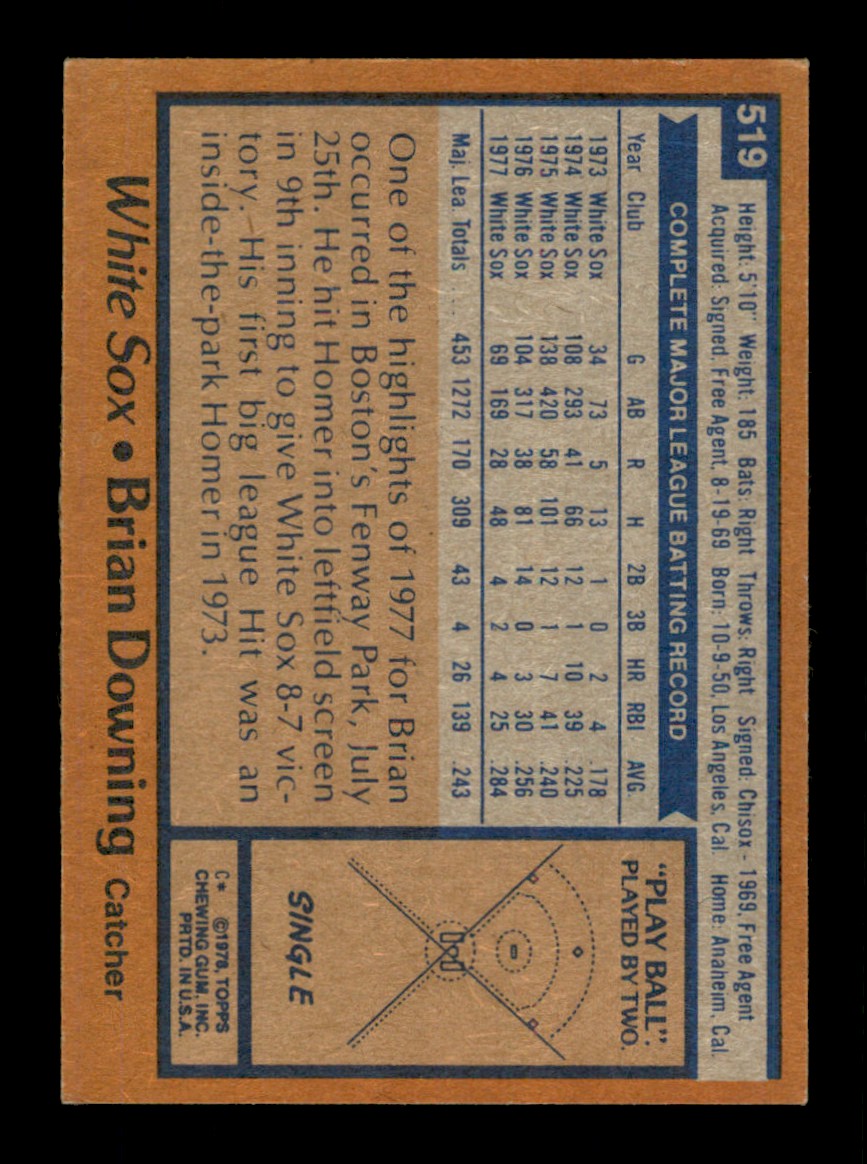 519
Height: 5'10" Weight: 185 Bats: Right Throws: Right Signed: Chisox - 1969, Free Agent
Acquired: Signed, Free Agent, 8-19-69 Born: 10-9-50, Los Angeles, Cal. Home: Anaheim, Cal.
COMPLETE MAJOR LEAGUE BATTING RECORD
Year Club G AB R H 2B 3B HR RBI AVG.
1973 White Sox 34 73 5 13 1 0 2 4 .178
1974 White Sox 108 293 41 66 12 1 10 39 .225
1975 White Sox 138 420 58 101 12 1 7 41 .240
1976 White Sox 104 317 38 81 14 0 3 30 .256
1977 White Sox 69 169 28 48 4 2 4 25 .284
Maj. Lea. Totals ... 453 1272 170 309 43 4 26 139 .243
One of the highlights of 1977 for Brian
occurred in Boston's Fenway Park, July
25th. He hit Homer into leftfield screen
in 9th inning to give White Sox 8-7 vic-
tory. His first big league Hit was an
inside-the-park Homer in 1973.
"PLAY BALL":
PLAYED BY TWO.
SINGLE
C* ©1978, TOPPS
CHEWING GUM, INC.
PRTD. IN U.S.A.
White Sox • Brian Downing Catcher